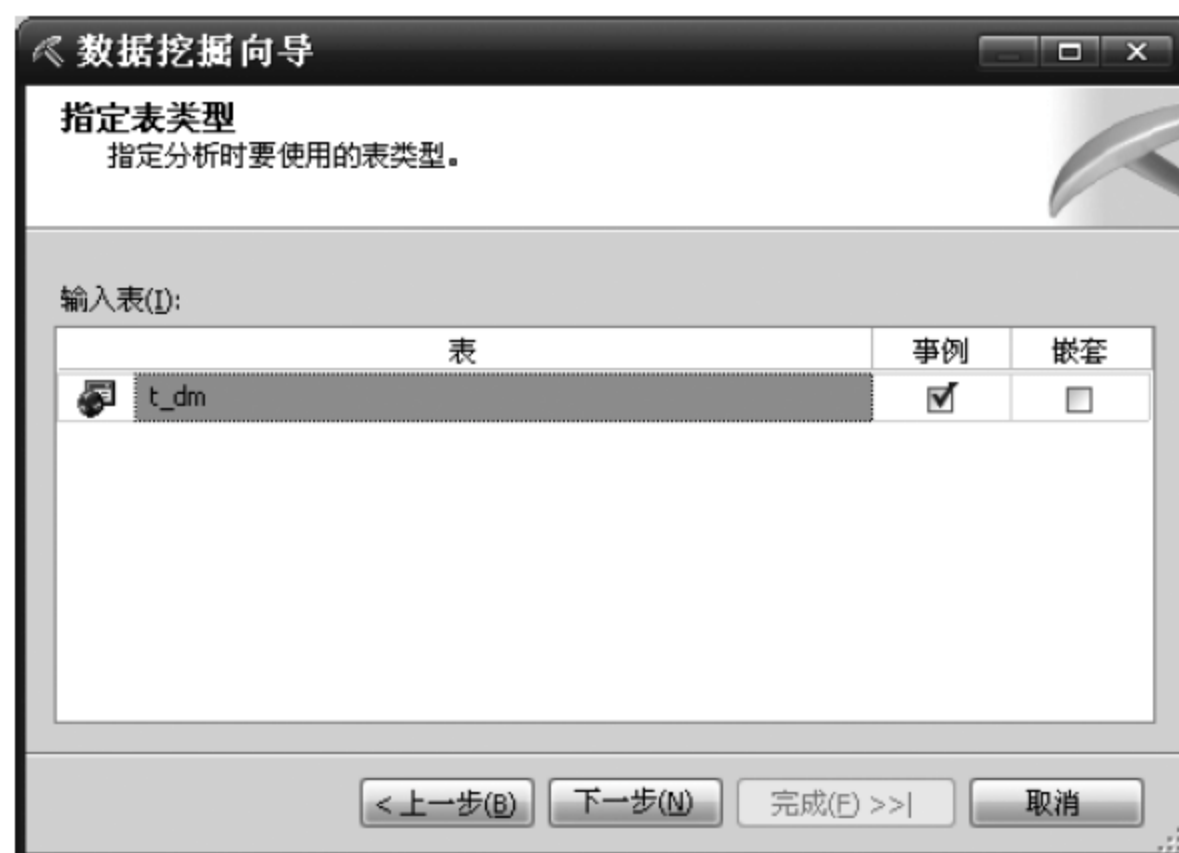 数据挖掘向导
指定表类型
指定分析时要使用的表类型。
输入表(I):
表 事例 嵌套
t_dm
<上一步(B) 下一步(N) 完成(F) >>| 取消